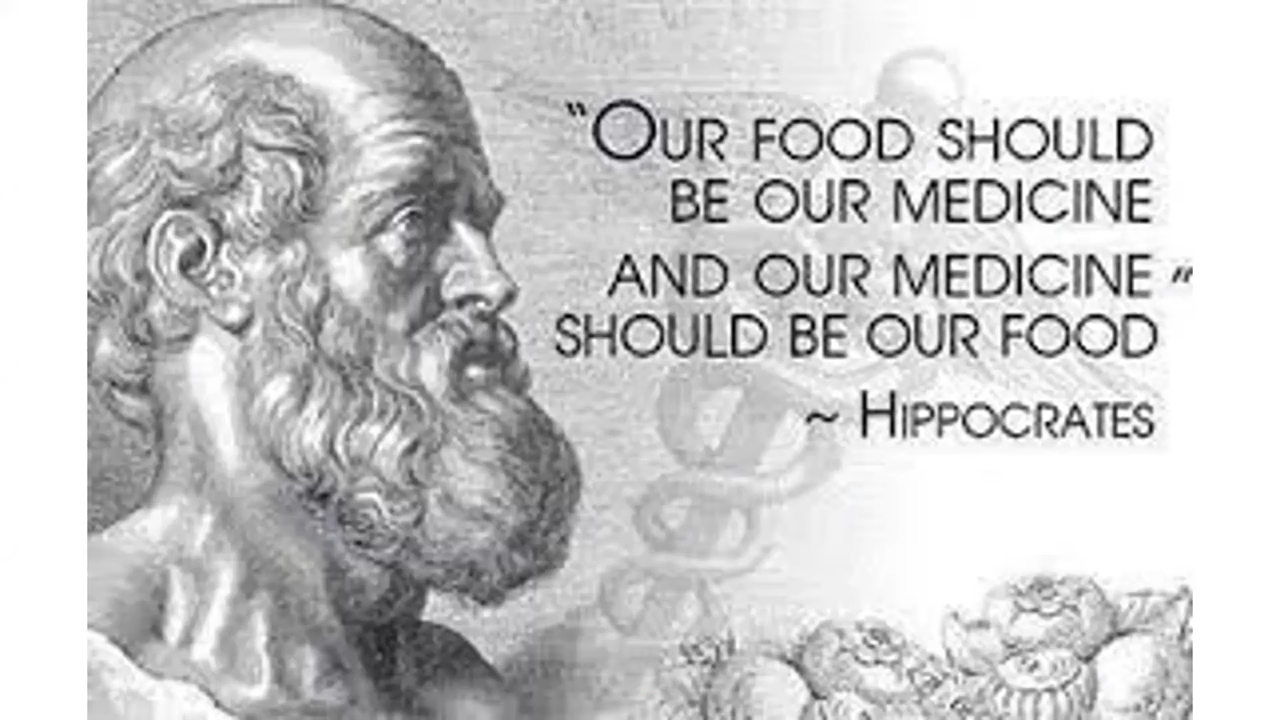 “OUR FOOD SHOULD
BE OUR MEDICINE
AND OUR MEDICINE ”
SHOULD BE OUR FOOD
~ HIPPOCRATES